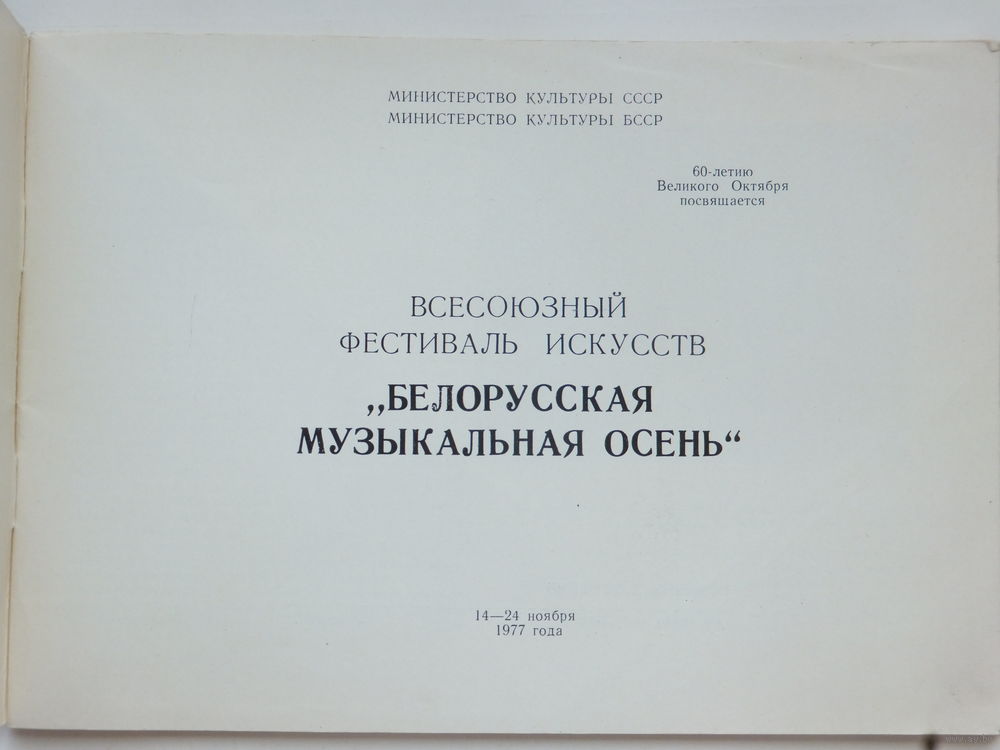 МИНИСТЕРСТВО КУЛЬТУРЫ СССР
МИНИСТЕРСТВО КУЛЬТУРЫ БССР
60-летию
Великого Октября
посвящается
ВСЕСОЮЗНЫЙ
ФЕСТИВАЛЬ ИСКУССТВ
„БЕЛОРУССКАЯ
МУЗЫКАЛЬНАЯ ОСЕНЬ“
14—24 ноября
1977 года